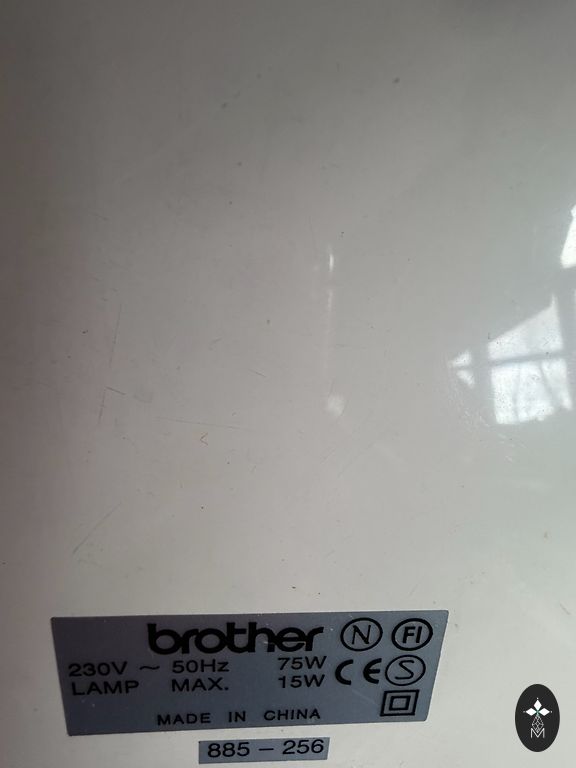 brother N FI
230V ~ 50Hz 75W CE S
LAMP MAX. 15W
MADE IN CHINA
885-256
M